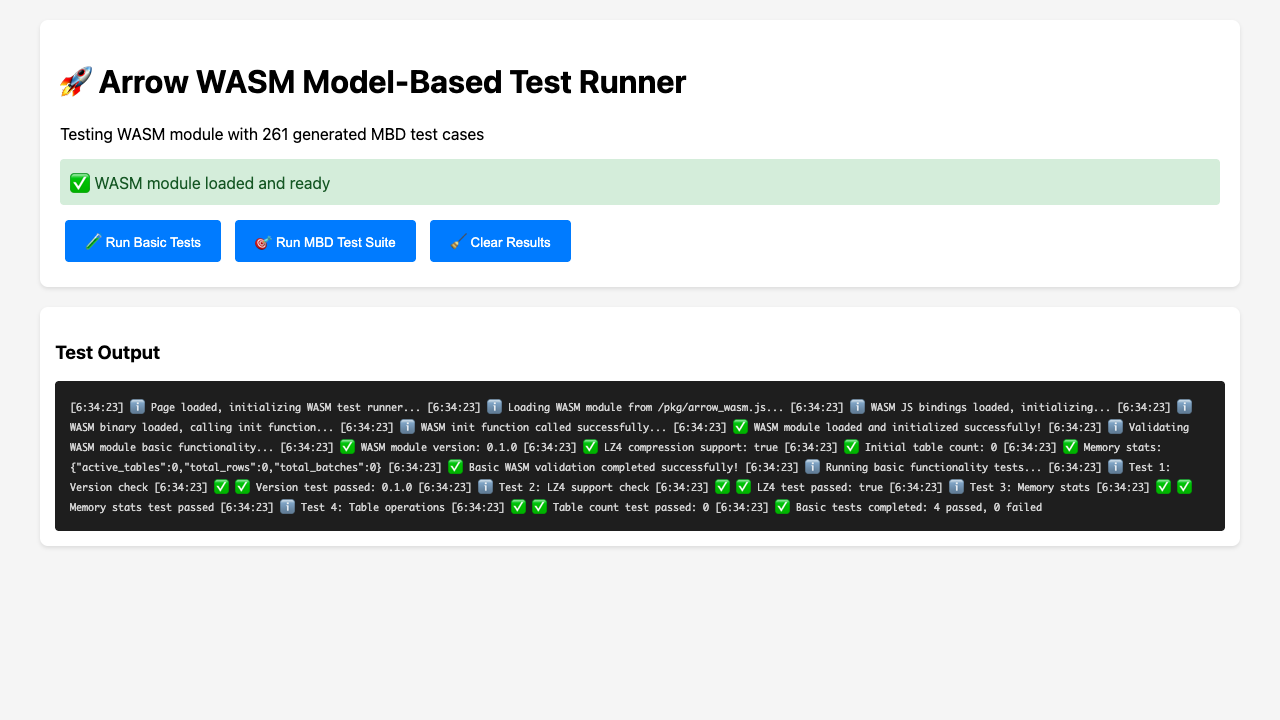 🚀 Arrow WASM Model-Based Test Runner
Testing WASM module with 261 generated MBD test cases
✅ WASM module loaded and ready
🧪 Run Basic Tests
🎯 Run MBD Test Suite
🧹 Clear Results
Test Output
[6:34:23] ℹ️ Page loaded, initializing WASM test runner... [6:34:23] ℹ️ Loading WASM module from /pkg/arrow_wasm.js... [6:34:23] ℹ️ WASM JS bindings loaded, initializing... [6:34:23] ℹ️
WASM binary loaded, calling init function... [6:34:23] ℹ️ WASM init function called successfully... [6:34:23] ✅ WASM module loaded and initialized successfully! [6:34:23] ℹ️ Validating
WASM module basic functionality... [6:34:23] ✅ WASM module version: 0.1.0 [6:34:23] ✅ LZ4 compression support: true [6:34:23] ✅ Initial table count: 0 [6:34:23] ✅ Memory stats:
{"active_tables":0,"total_rows":0,"total_batches":0} [6:34:23] ✅ Basic WASM validation completed successfully! [6:34:23] ℹ️ Running basic functionality tests... [6:34:23] ℹ️ Test 1:
Version check [6:34:23] ✅ ✅ Version test passed: 0.1.0 [6:34:23] ℹ️ Test 2: LZ4 support check [6:34:23] ✅ ✅ LZ4 test passed: true [6:34:23] ℹ️ Test 3: Memory stats [6:34:23] ✅ ✅
Memory stats test passed [6:34:23] ℹ️ Test 4: Table operations [6:34:23] ✅ ✅ Table count test passed: 0 [6:34:23] ✅ Basic tests completed: 4 passed, 0 failed